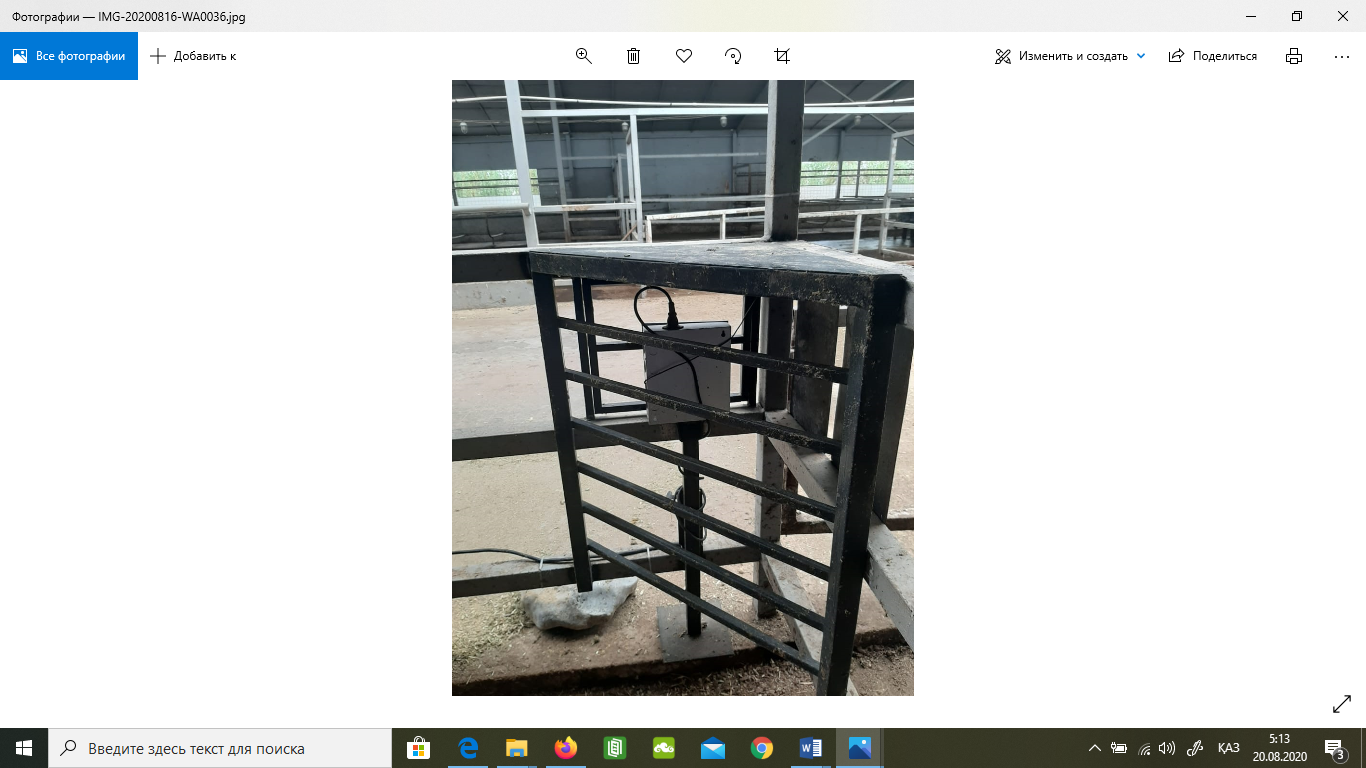 Фотографии — IMG-20200816-WA0036.jpg
Все фотографии
Добавить к
Изменить и создать
Поделиться
Введите здесь текст для поиска
ҚАЗ
5:13
20.08.2020
3